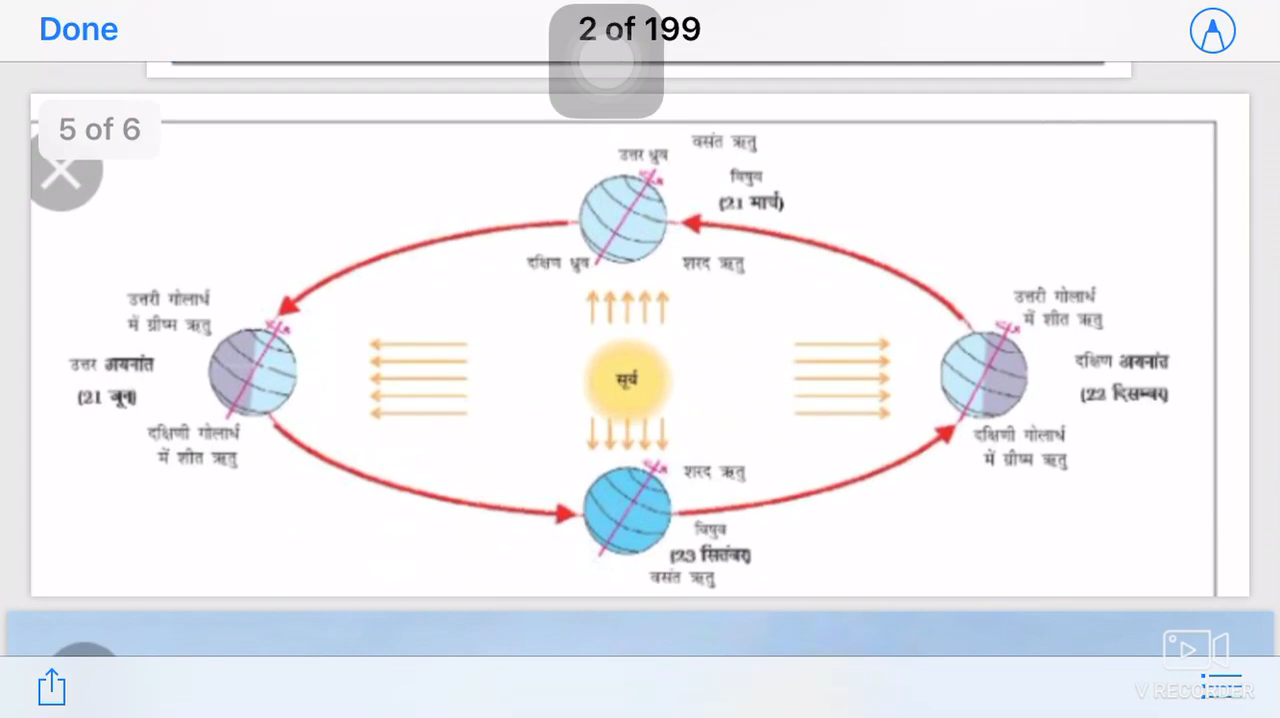 Done
2 of 199
5 of 6
वसंत ऋतु
उत्तर ध्रुव
विषुव
(21 मार्च)
दक्षिण ध्रुव
शरद ऋतु
उत्तरी गोलार्ध
में ग्रीष्म ऋतु
उत्तर अयनांत
(21 जून)
दक्षिणी गोलार्ध
में शीत ऋतु
सूर्य
उत्तरी गोलार्ध
में शीत ऋतु
दक्षिण अयनांत
(22 दिसम्बर)
दक्षिणी गोलार्ध
में ग्रीष्म ऋतु
शरद ऋतु
विषुव
(23 सितंबर)
वसंत ऋतु
V RECORDER